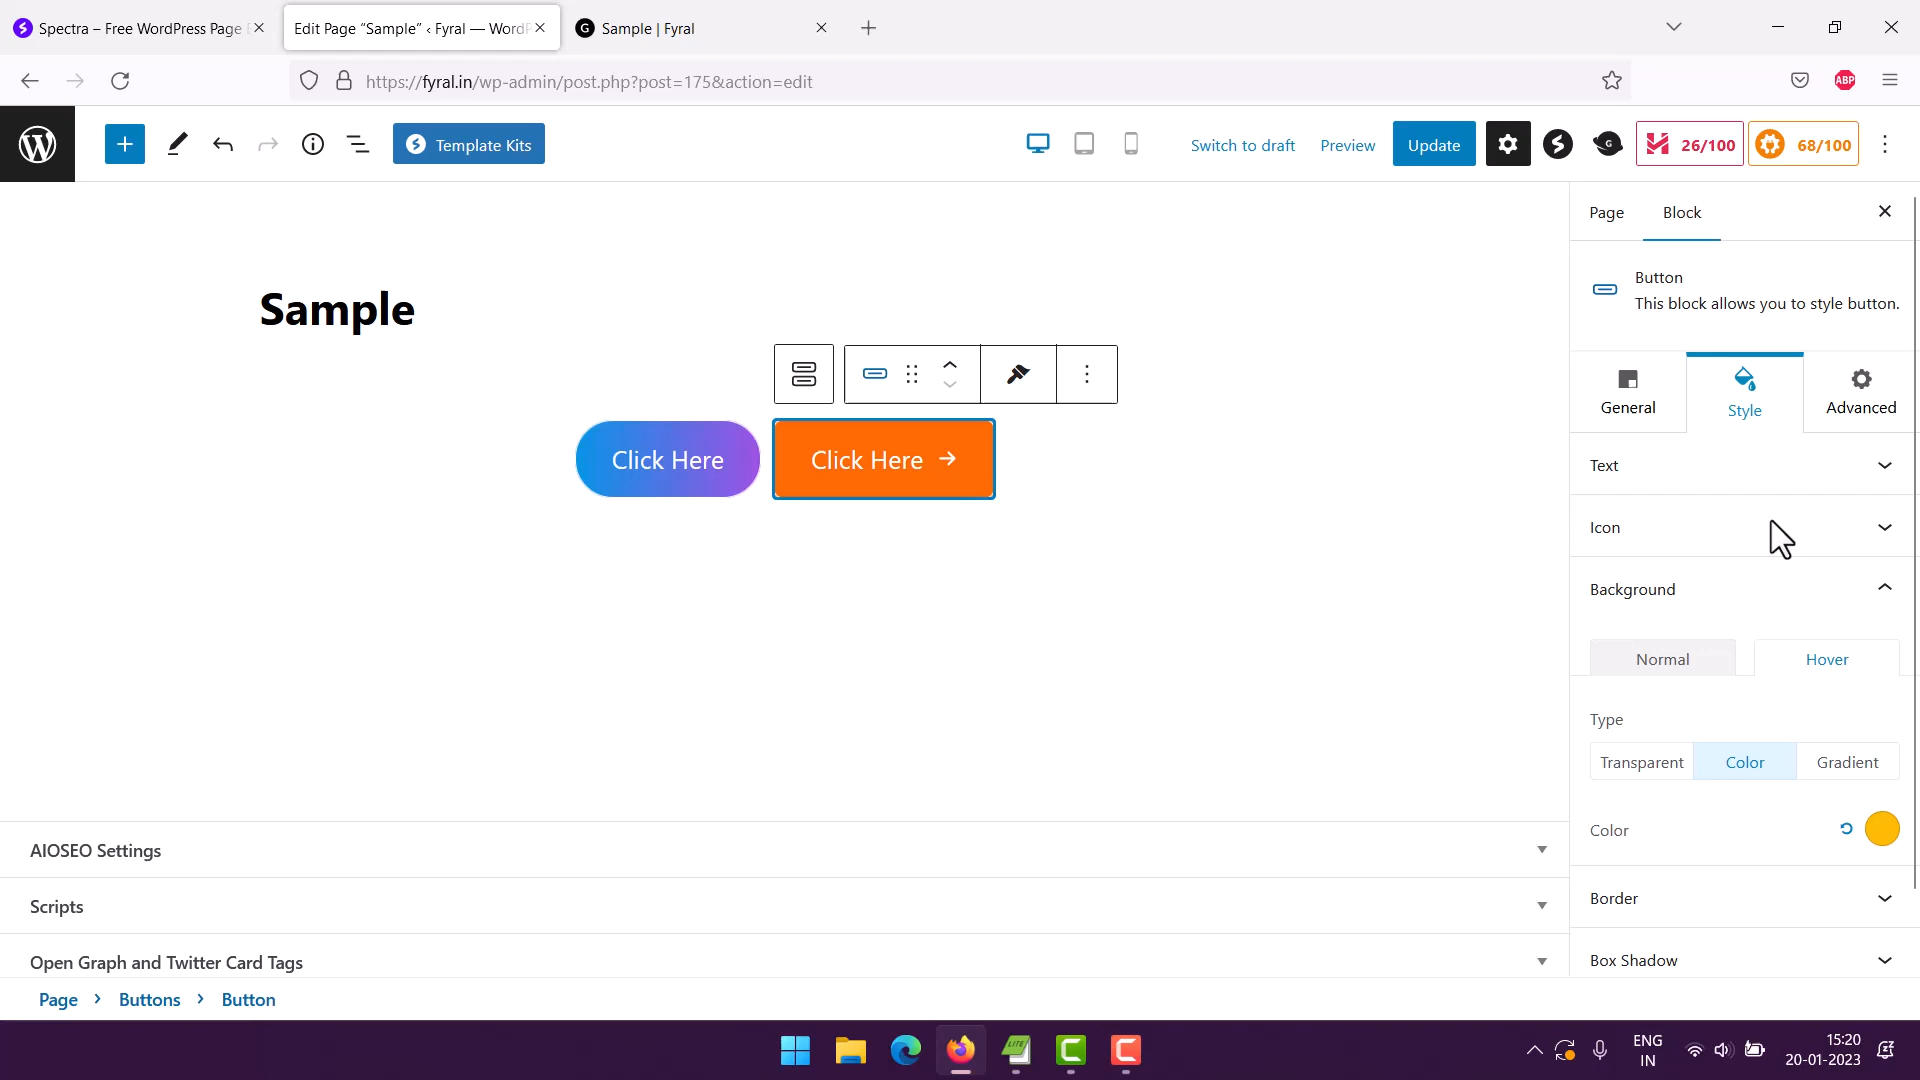 Spectra – Free WordPress Page
Edit Page “Sample” ‹ Fyral — WordP
Sample | Fyral
https://fyral.in/wp-admin/post.php?post=175&action=edit
ABP
Template Kits
Switch to draft
Preview
Update
26/100
68/100
Page
Block
Button
This block allows you to style button.
General
Style
Advanced
Sample
Click Here
Click Here
Text
Icon
Background
Normal
Hover
Type
Transparent
Color
Gradient
Color
Border
Box Shadow
AIOSEO Settings
Scripts
Open Graph and Twitter Card Tags
Page
Buttons
Button
LITE
ENG
IN
15:20
20-01-2023